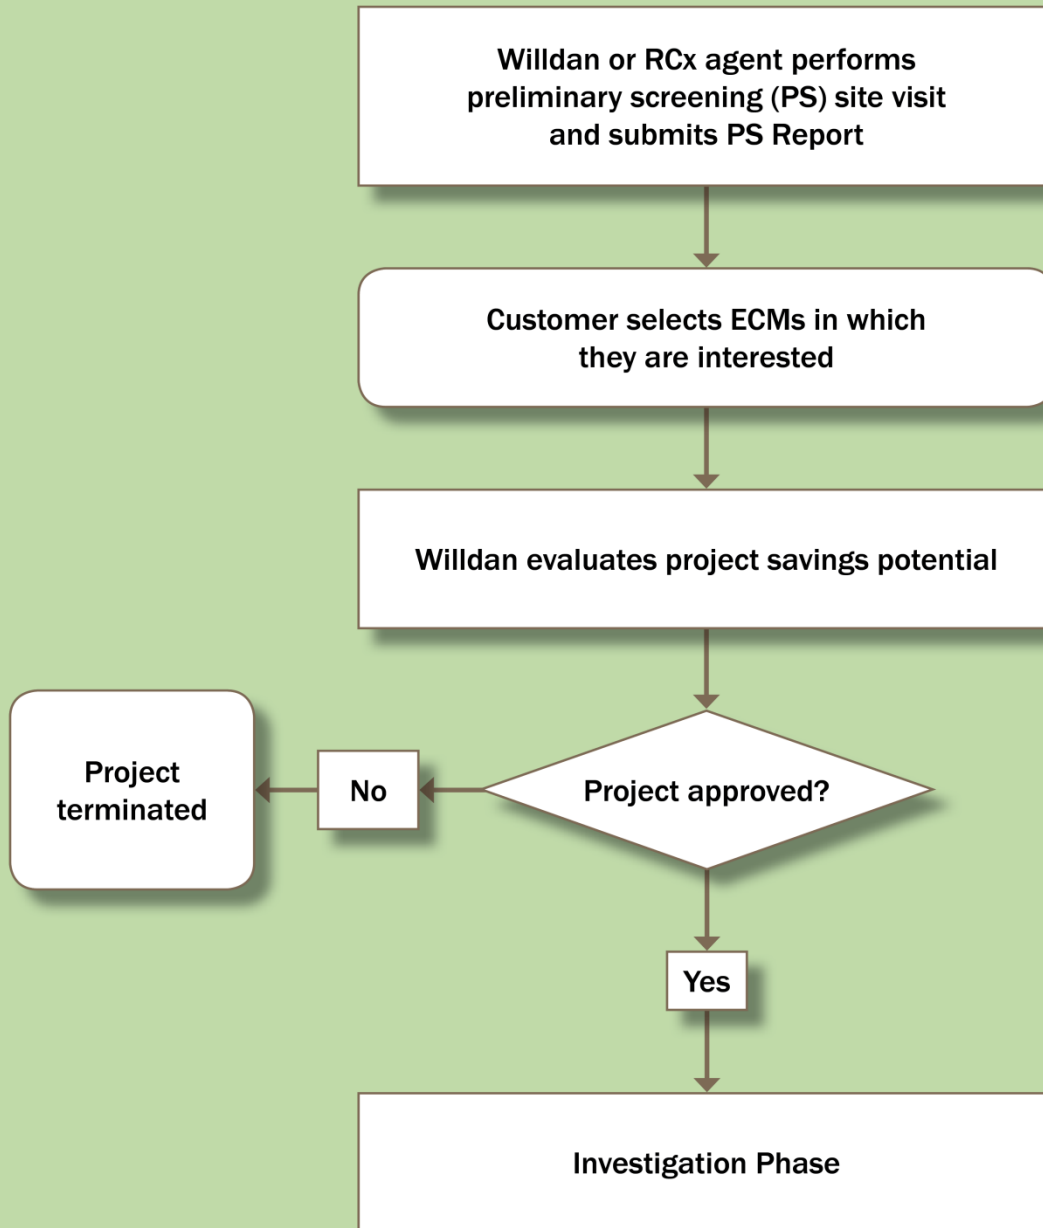 Willdan or RCx agent performs
preliminary screening (PS) site visit
and submits PS Report
Customer selects ECMs in which
they are interested
Willdan evaluates project savings potential
Project approved?
No
Project
terminated
Yes
Investigation Phase